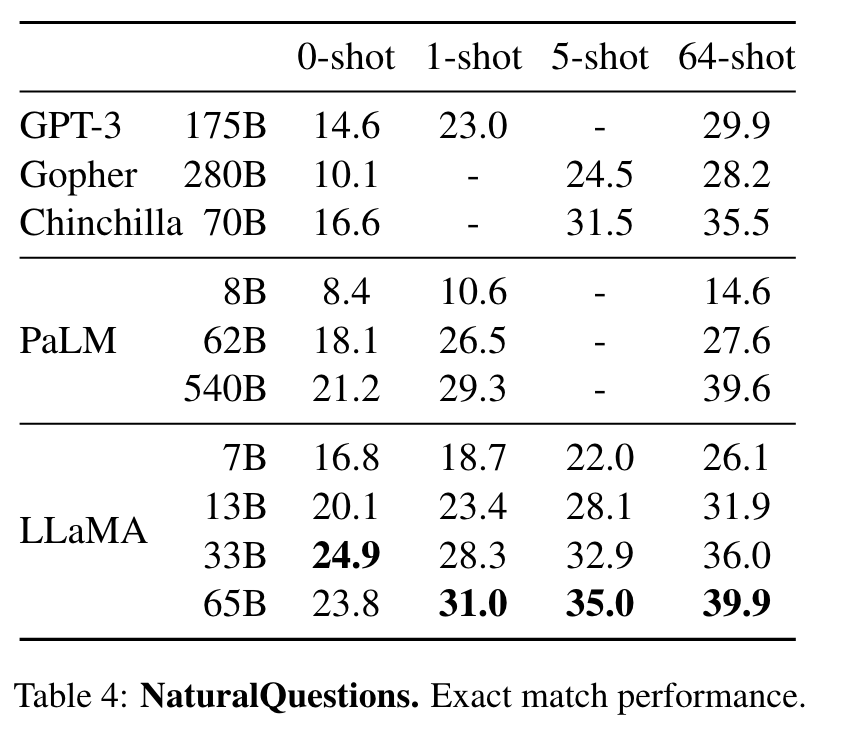 0-shot 1-shot 5-shot 64-shot
GPT-3 175B 14.6 23.0 - 29.9
Gopher 280B 10.1 - 24.5 28.2
Chinchilla 70B 16.6 - 31.5 35.5
8B 8.4 10.6 - 14.6
PaLM 62B 18.1 26.5 - 27.6
540B 21.2 29.3 - 39.6
7B 16.8 18.7 22.0 26.1
13B 20.1 23.4 28.1 31.9
LLaMA
33B 24.9 28.3 32.9 36.0
65B 23.8 31.0 35.0 39.9
Table 4: NaturalQuestions. Exact match performance.